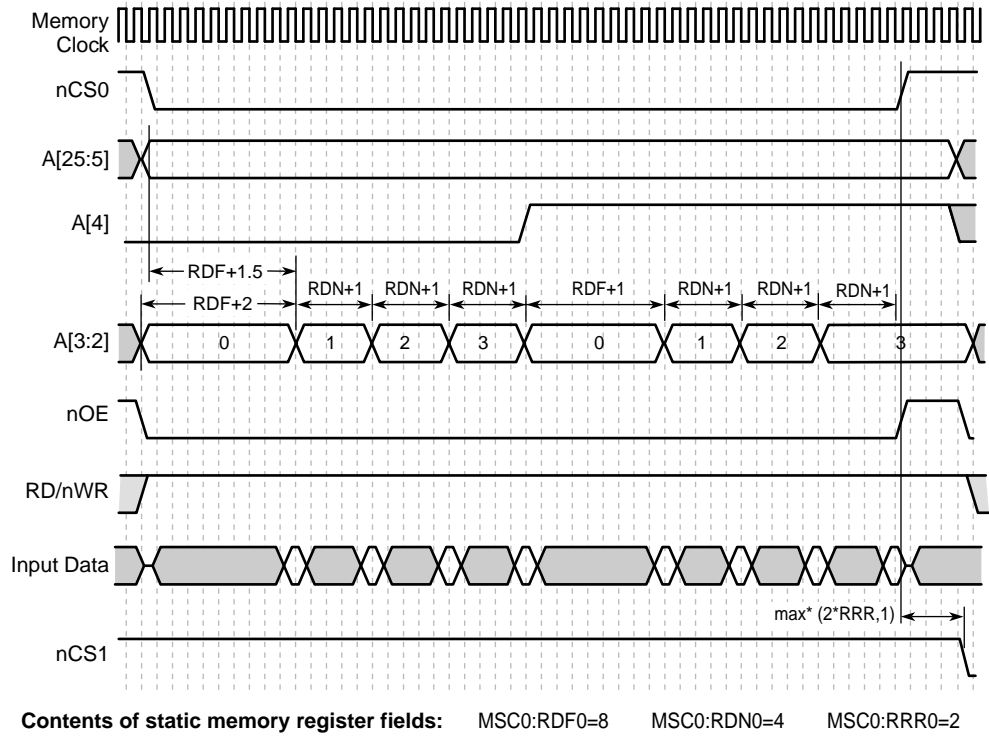 Memory
Clock
nCS0
A[25:5]
A[4]
RDF+1.5
RDF+2 RDN+1 RDN+1 RDN+1 RDF+1 RDN+1 RDN+1 RDN+1
A[3:2] 0 1 2 3 0 1 2 3
nOE
RD/nWR
Input Data
max* (2*RRR,1)
nCS1
Contents of static memory register fields: MSC0:RDF0=8 MSC0:RDN0=4 MSC0:RRR0=2